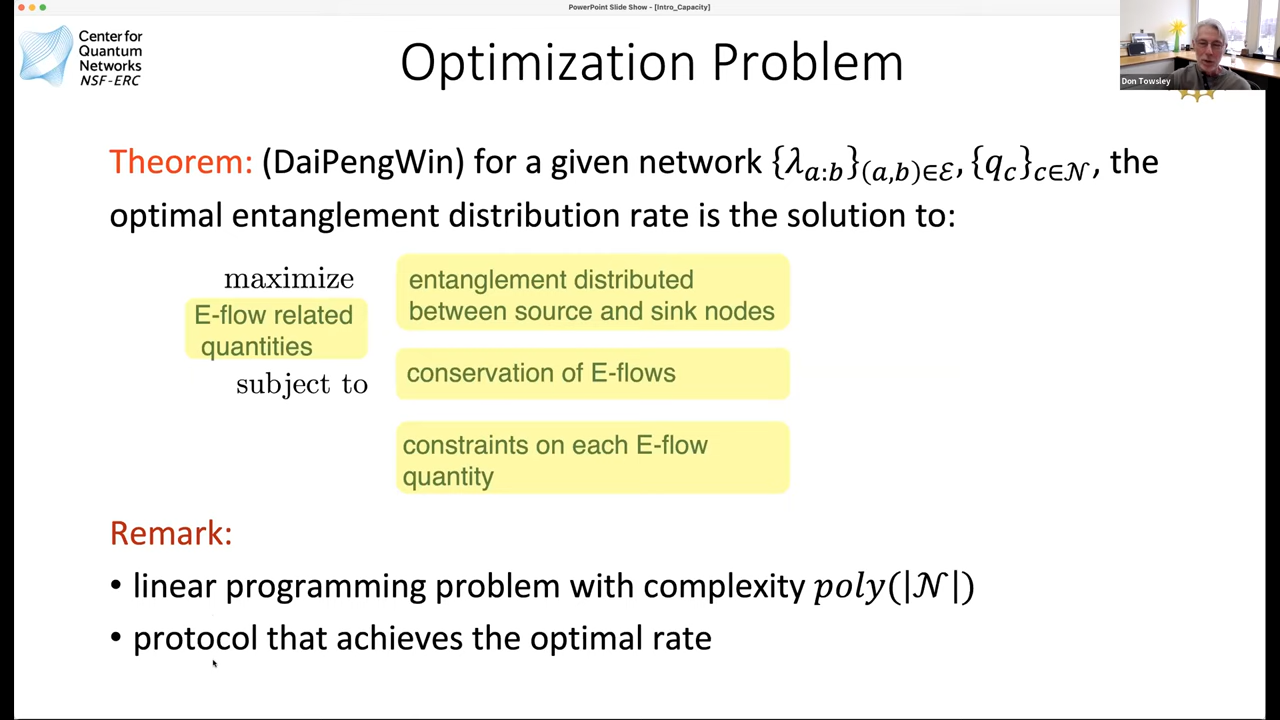 PowerPoint Slide Show - [Intro_Capacity]
Center for
Quantum
Networks
NSF-ERC
Optimization Problem
Don Towsley
Theorem: (DaiPengWin) for a given network {λ_{a:b}}_{(a,b)∈ℰ}, {q_c}_{c∈𝒩}, the
optimal entanglement distribution rate is the solution to:
maximize
entanglement distributed
between source and sink nodes
E-flow related
quantities
subject to
conservation of E-flows
constraints on each E-flow
quantity
Remark:
• linear programming problem with complexity poly(|𝒩|)
• protocol that achieves the optimal rate